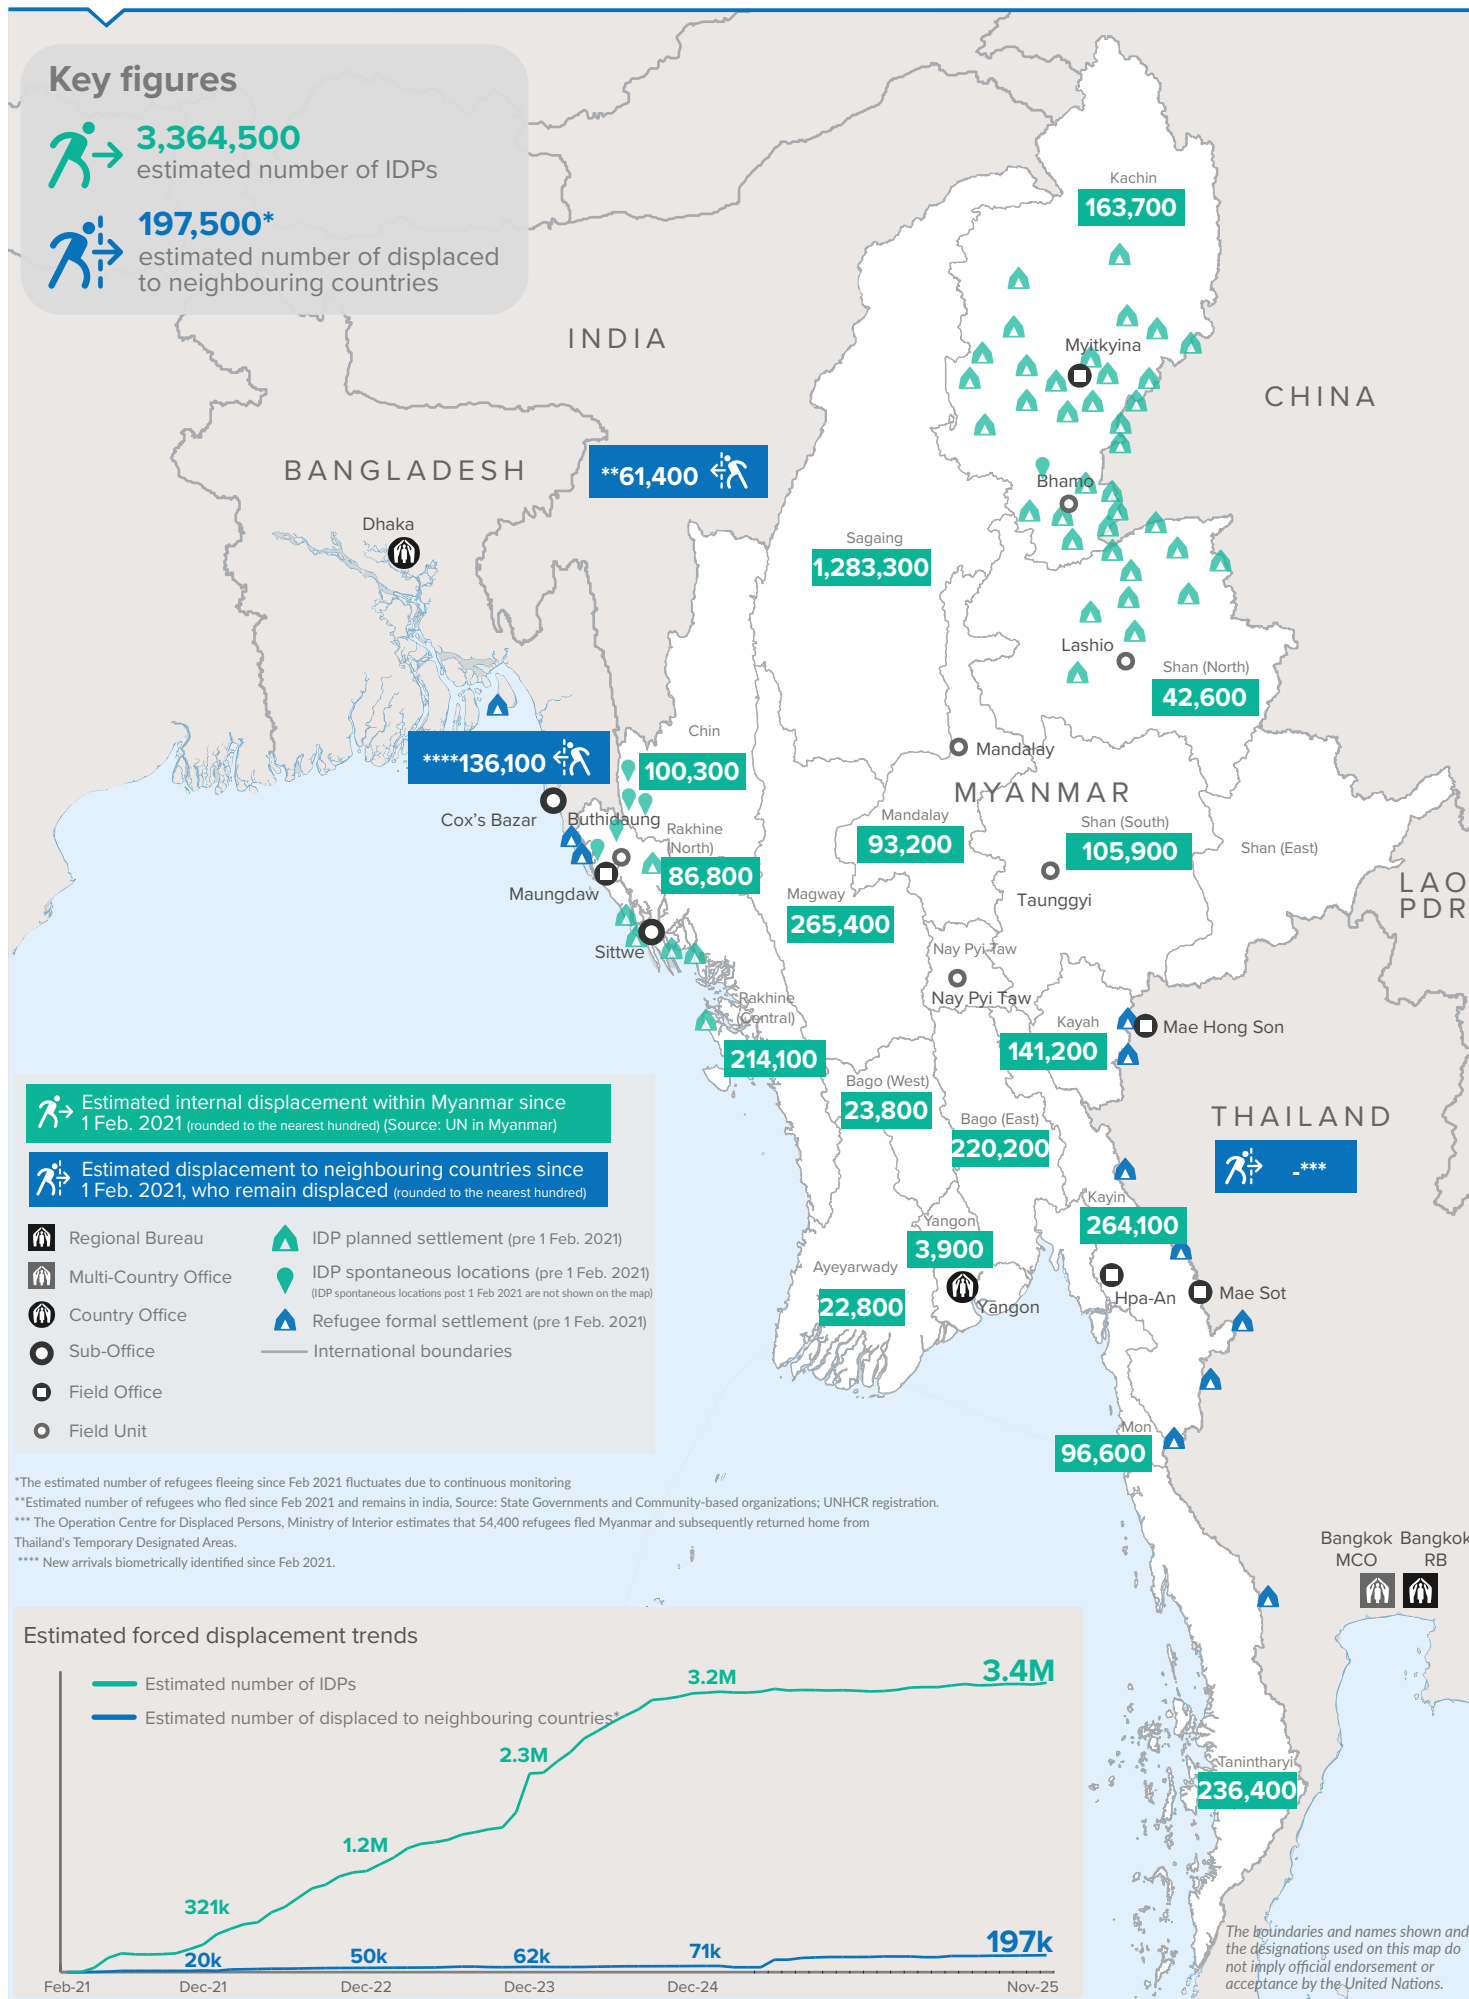 Key figures
3,364,500
estimated number of IDPs
197,500*
estimated number of displaced
to neighbouring countries
Kachin
163,700
INDIA
Myitkyina
CHINA
BANGLADESH
**61,400
Bhamo
Dhaka
Sagaing
1,283,300
Lashio
Shan (North)
42,600
Chin
100,300
****136,100
Mandalay
MYANMAR
Cox's Bazar
Buthidaung
Rakhine
(North)
86,800
Mandalay
93,200
Shan (South)
105,900
Shan (East)
LAO
PDR
Maungdaw
Magway
265,400
Taunggyi
Sittwe
Nay Pyi Taw
Nay Pyi Taw
Rakhine
(Central)
214,100
Kayah
141,200
Mae Hong Son
Bago (West)
23,800
Bago (East)
220,200
THAILAND
-***
Kayin
264,100
Yangon
3,900
Ayeyarwady
22,800
Yangon
Hpa-An
Mae Sot
Mon
96,600
Bangkok
MCO
Bangkok
RB
Tanintharyi
236,400
Estimated internal displacement within Myanmar since
1 Feb. 2021 (rounded to the nearest hundred) (Source: UN in Myanmar)
Estimated displacement to neighbouring countries since
1 Feb. 2021, who remain displaced (rounded to the nearest hundred)
Regional Bureau
Multi-Country Office
Country Office
Sub-Office
Field Office
Field Unit
IDP planned settlement (pre 1 Feb. 2021)
IDP spontaneous locations (pre 1 Feb. 2021)
(IDP spontaneous locations post 1 Feb 2021 are not shown on the map)
Refugee formal settlement (pre 1 Feb. 2021)
International boundaries
*The estimated number of refugees fleeing since Feb 2021 fluctuates due to continuous monitoring
**Estimated number of refugees who fled since Feb 2021 and remains in india, Source: State Governments and Community-based organizations; UNHCR registration.
*** The Operation Centre for Displaced Persons, Ministry of Interior estimates that 54,400 refugees fled Myanmar and subsequently returned home from
Thailand's Temporary Designated Areas.
**** New arrivals biometrically identified since Feb 2021.
Estimated forced displacement trends
Estimated number of IDPs
Estimated number of displaced to neighbouring countries*
321k
1.2M
2.3M
3.2M
3.4M
20k
50k
62k
71k
197k
Feb-21
Dec-21
Dec-22
Dec-23
Dec-24
Nov-25
The boundaries and names shown and
the designations used on this map do
not imply official endorsement or
acceptance by the United Nations.